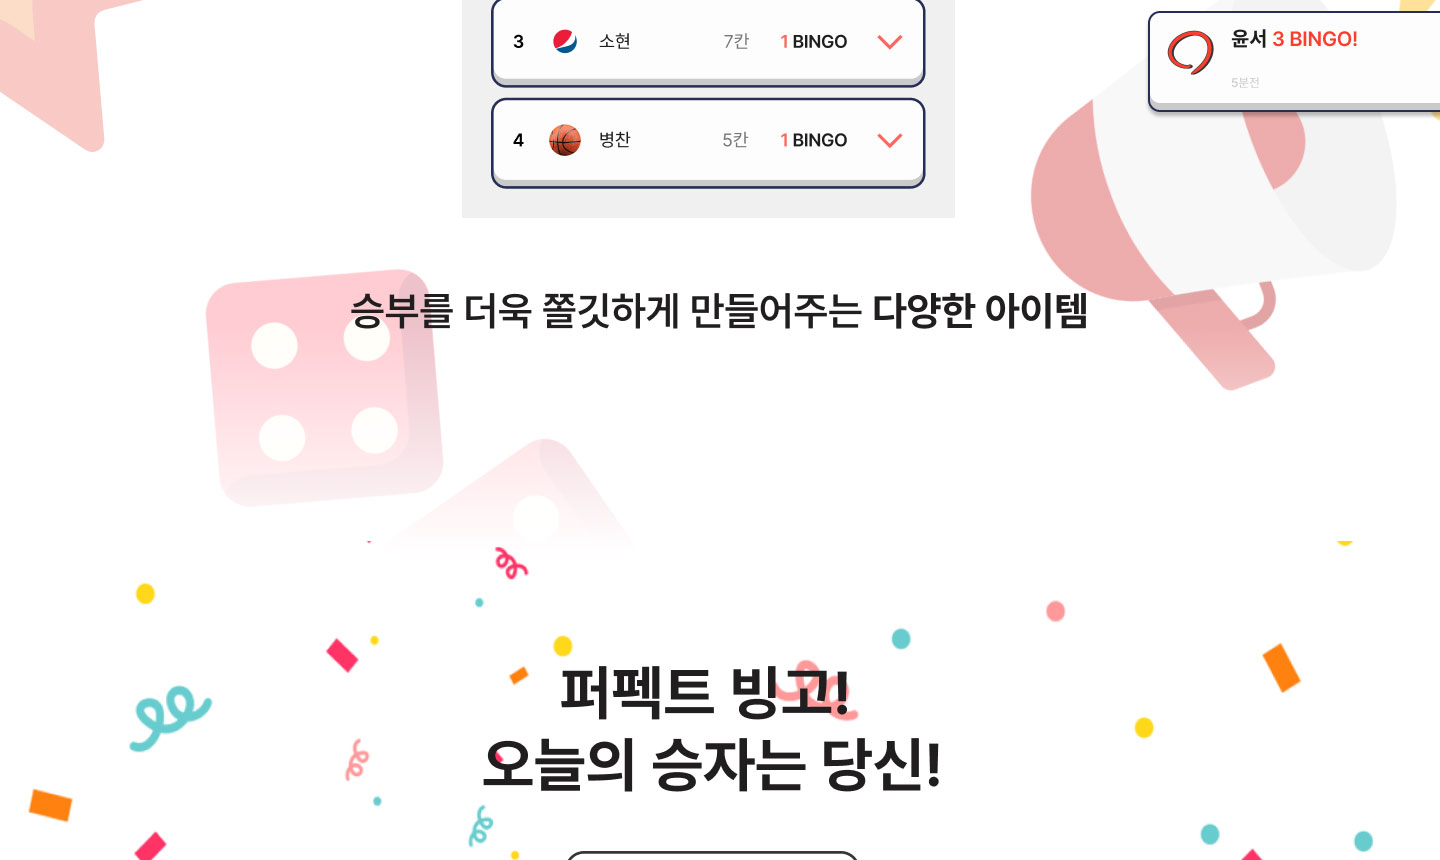 3 소현 7칸 1 BINGO
윤서 3 BINGO!
5분전
4 병찬 5칸 1 BINGO
승부를 더욱 쫄깃하게 만들어주는 다양한 아이템
퍼펙트 빙고!
오늘의 승자는 당신!